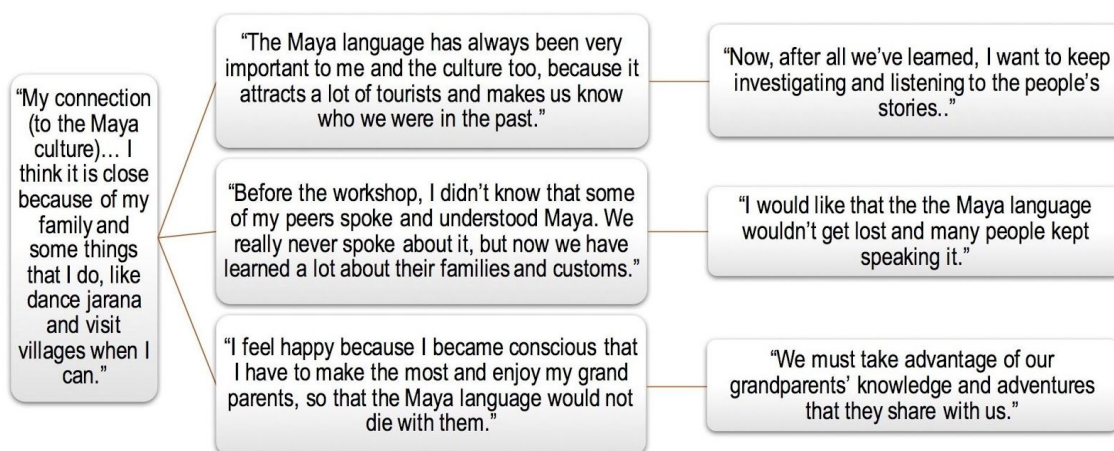 “My connection
(to the Maya
culture)… I
think it is close
because of my
family and
some things
that I do, like
dance jarana
and visit
villages when I
can.”
“The Maya language has always been very
important to me and the culture too, because it
attracts a lot of tourists and makes us know
who we were in the past.”
“Now, after all we’ve learned, I want to keep
investigating and listening to the people’s
stories..”
“Before the workshop, I didn’t know that some
of my peers spoke and understood Maya. We
really never spoke about it, but now we have
learned a lot about their families and customs.”
“I would like that the the Maya language
wouldn’t get lost and many people kept
speaking it.”
“I feel happy because I became conscious that
I have to make the most and enjoy my grand
parents, so that the Maya language would not
die with them.”
“We must take advantage of our
grandparents’ knowledge and adventures
that they share with us.”